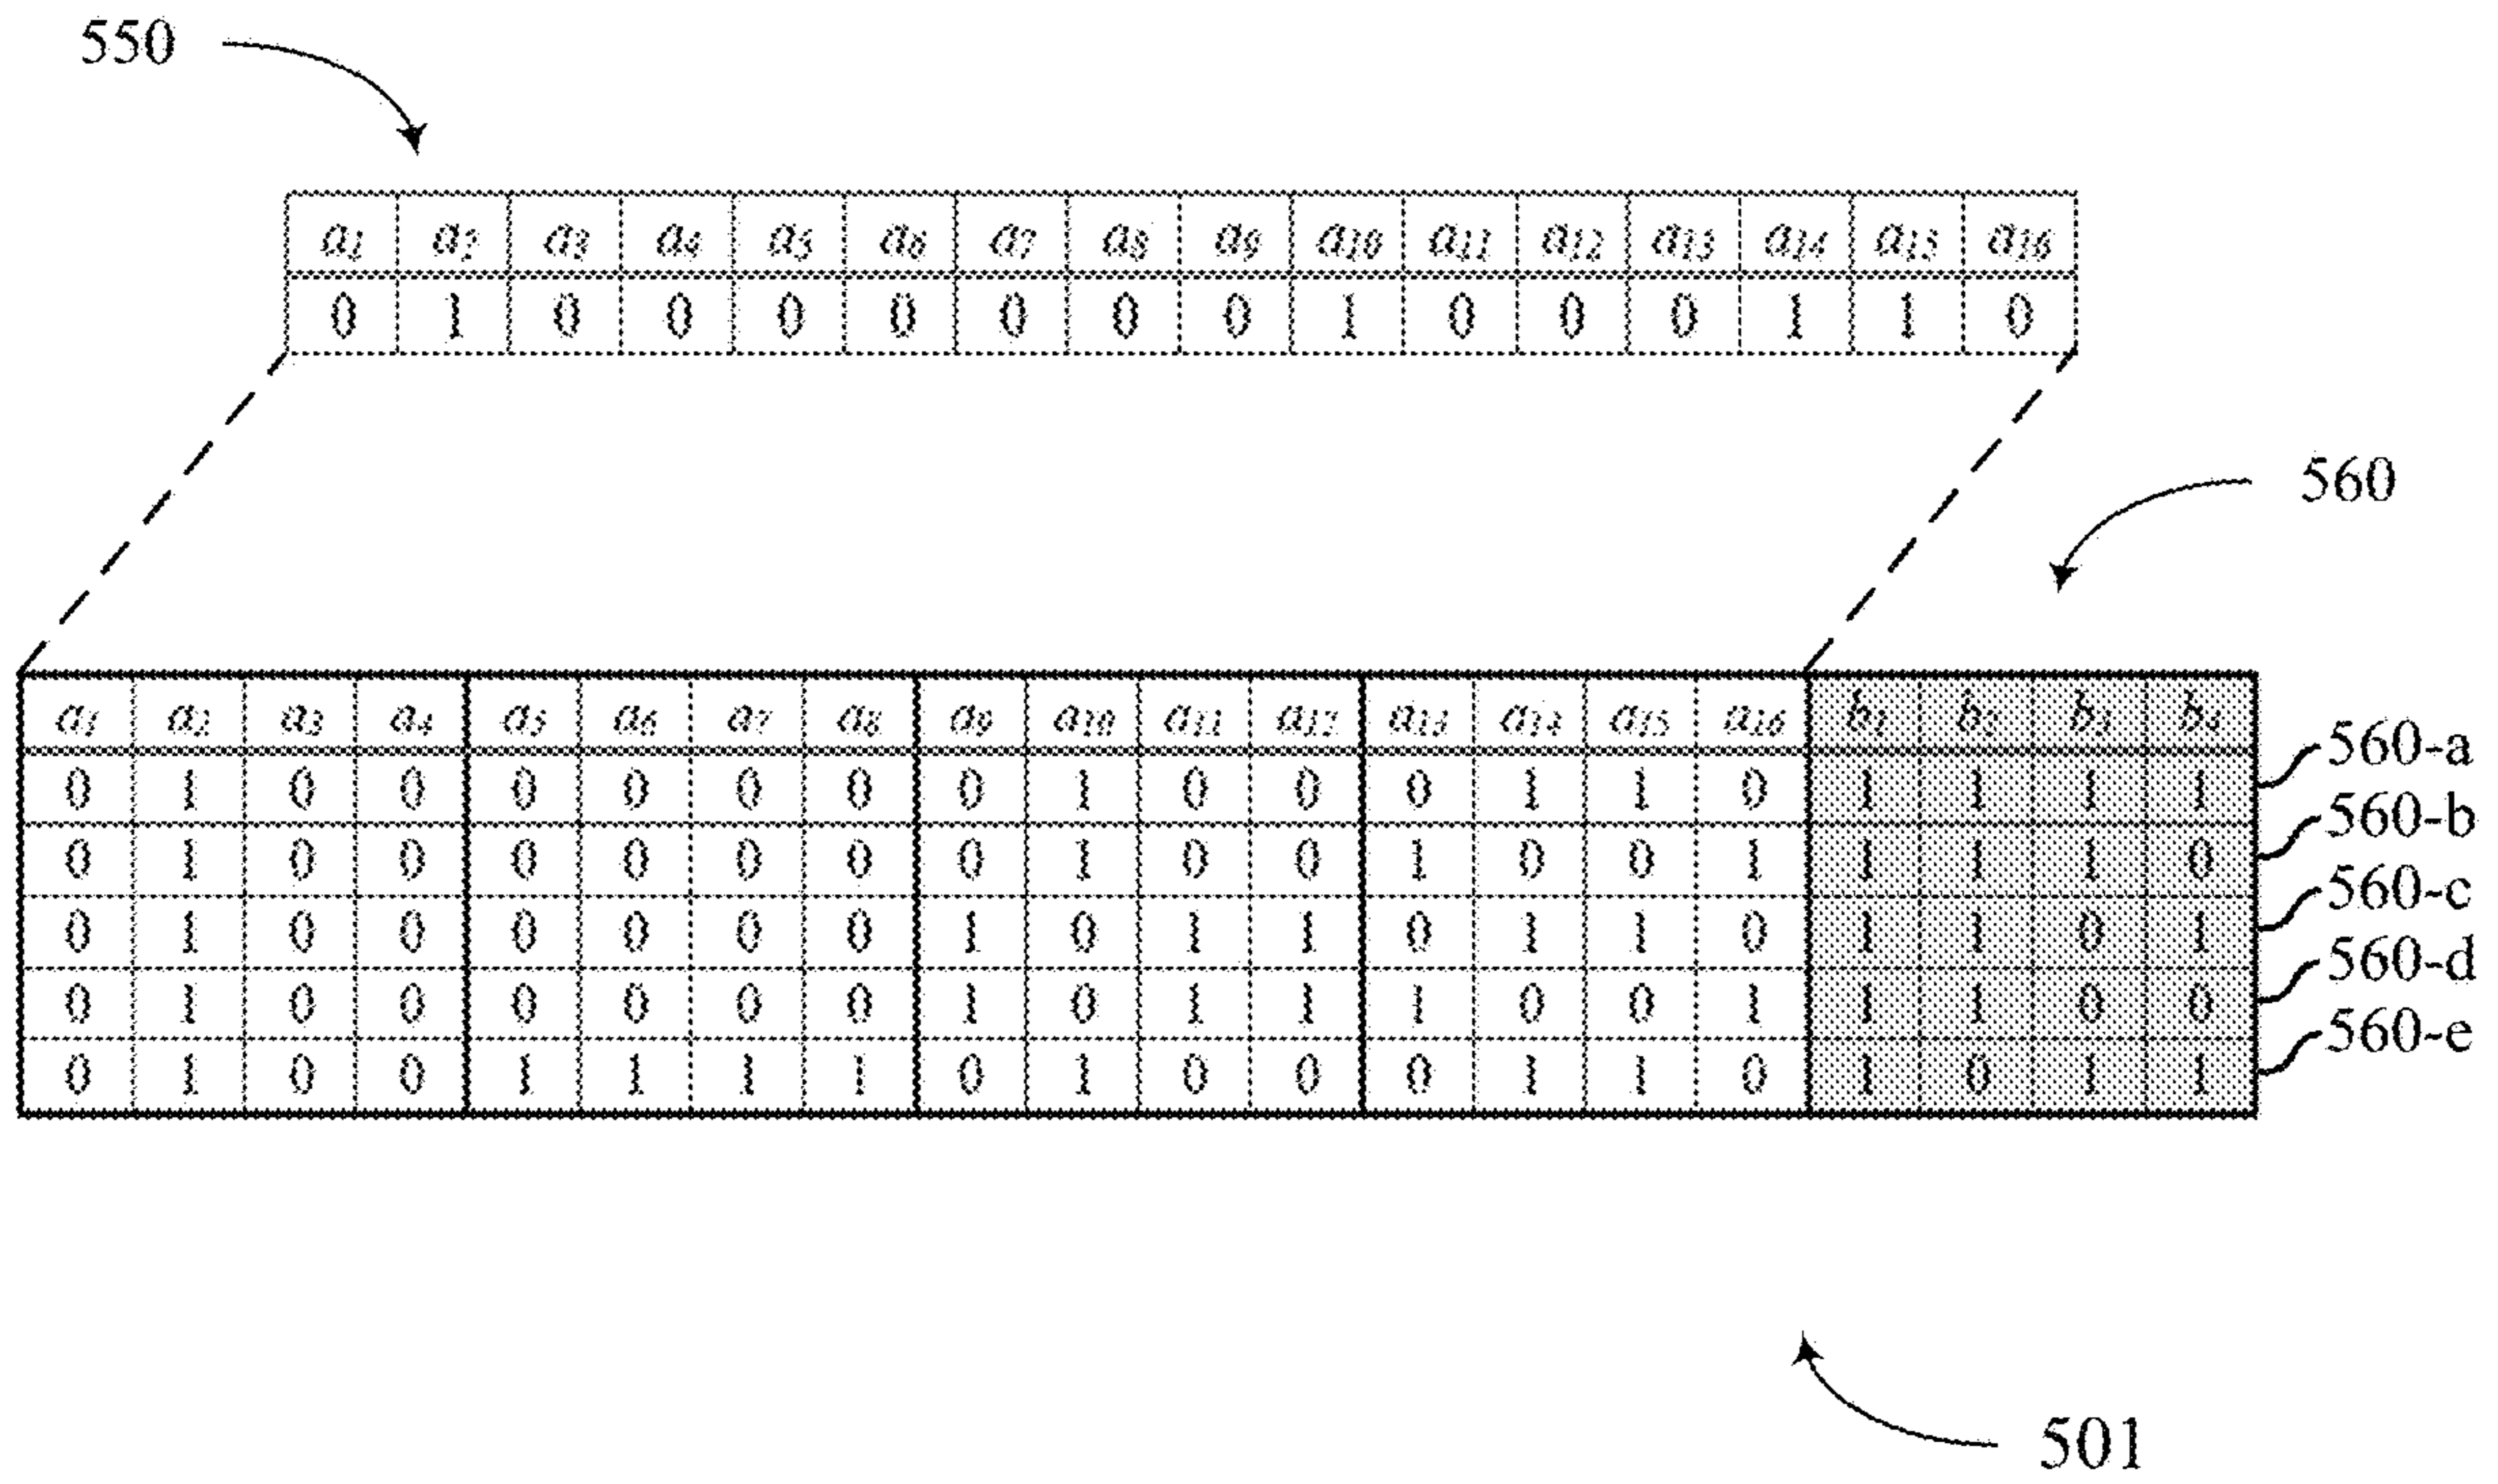 550
a1 a2 a3 a4 a5 a6 a7 a8 a9 a10 a11 a12 a13 a14 a15 a16
0 1 0 0 0 0 0 0 0 1 0 0 0 1 1 0
560
a1 a2 a3 a4 a5 a6 a7 a8 a9 a10 a11 a12 a13 a14 a15 a16 b1 b2 b3 b4
0 1 0 0 0 0 0 0 0 1 0 0 0 1 1 0 1 1 1 1 560-a
0 1 0 0 0 0 0 0 0 1 0 0 1 0 0 1 1 1 1 0 560-b
0 1 0 0 0 0 0 0 1 0 1 1 0 1 1 0 1 1 0 1 560-c
0 1 0 0 0 0 0 0 1 0 1 1 1 0 0 1 1 1 0 0 560-d
0 1 0 0 1 1 1 1 0 1 0 0 0 1 1 0 1 0 1 1 560-e
501